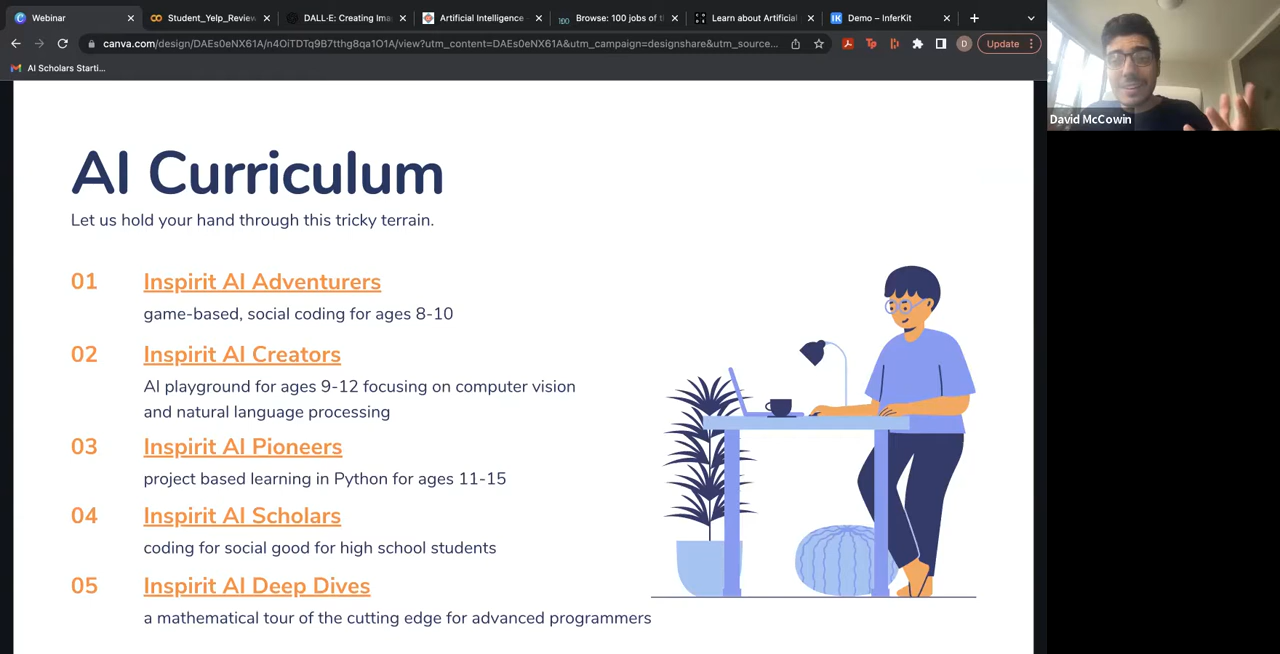 Webinar
Student_Yelp_Review
DALL·E: Creating Ima
Artificial Intelligence
Browse: 100 jobs of t
Learn about Artificial
Demo – InferKit
canva.com/design/DAEs0eNX61A/n4OiTDTq9B7tthg8qa1O1A/view?utm_content=DAEs0eNX61A&utm_campaign=designshare&utm_source...
D
Update
AI Scholars Starti...
David McCowin
AI Curriculum
Let us hold your hand through this tricky terrain.
01 Inspirit AI Adventurers
game-based, social coding for ages 8-10
02 Inspirit AI Creators
AI playground for ages 9-12 focusing on computer vision
and natural language processing
03 Inspirit AI Pioneers
project based learning in Python for ages 11-15
04 Inspirit AI Scholars
coding for social good for high school students
05 Inspirit AI Deep Dives
a mathematical tour of the cutting edge for advanced programmers